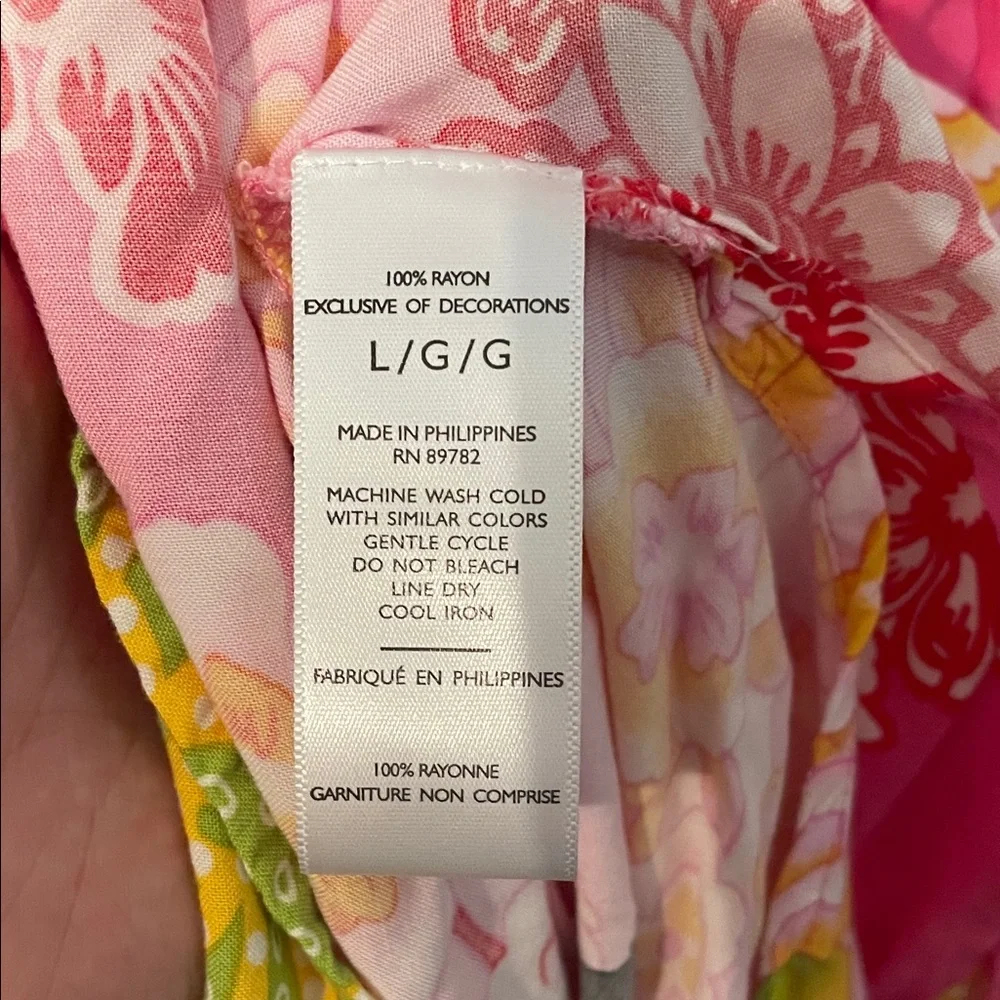 100% RAYON
EXCLUSIVE OF DECORATIONS
L/G/G
MADE IN PHILIPPINES
RN 89782
MACHINE WASH COLD
WITH SIMILAR COLORS
GENTLE CYCLE
DO NOT BLEACH
LINE DRY
COOL IRON
FABRIQUÉ EN PHILIPPINES
100% RAYONNE
GARNITURE NON COMPRISE